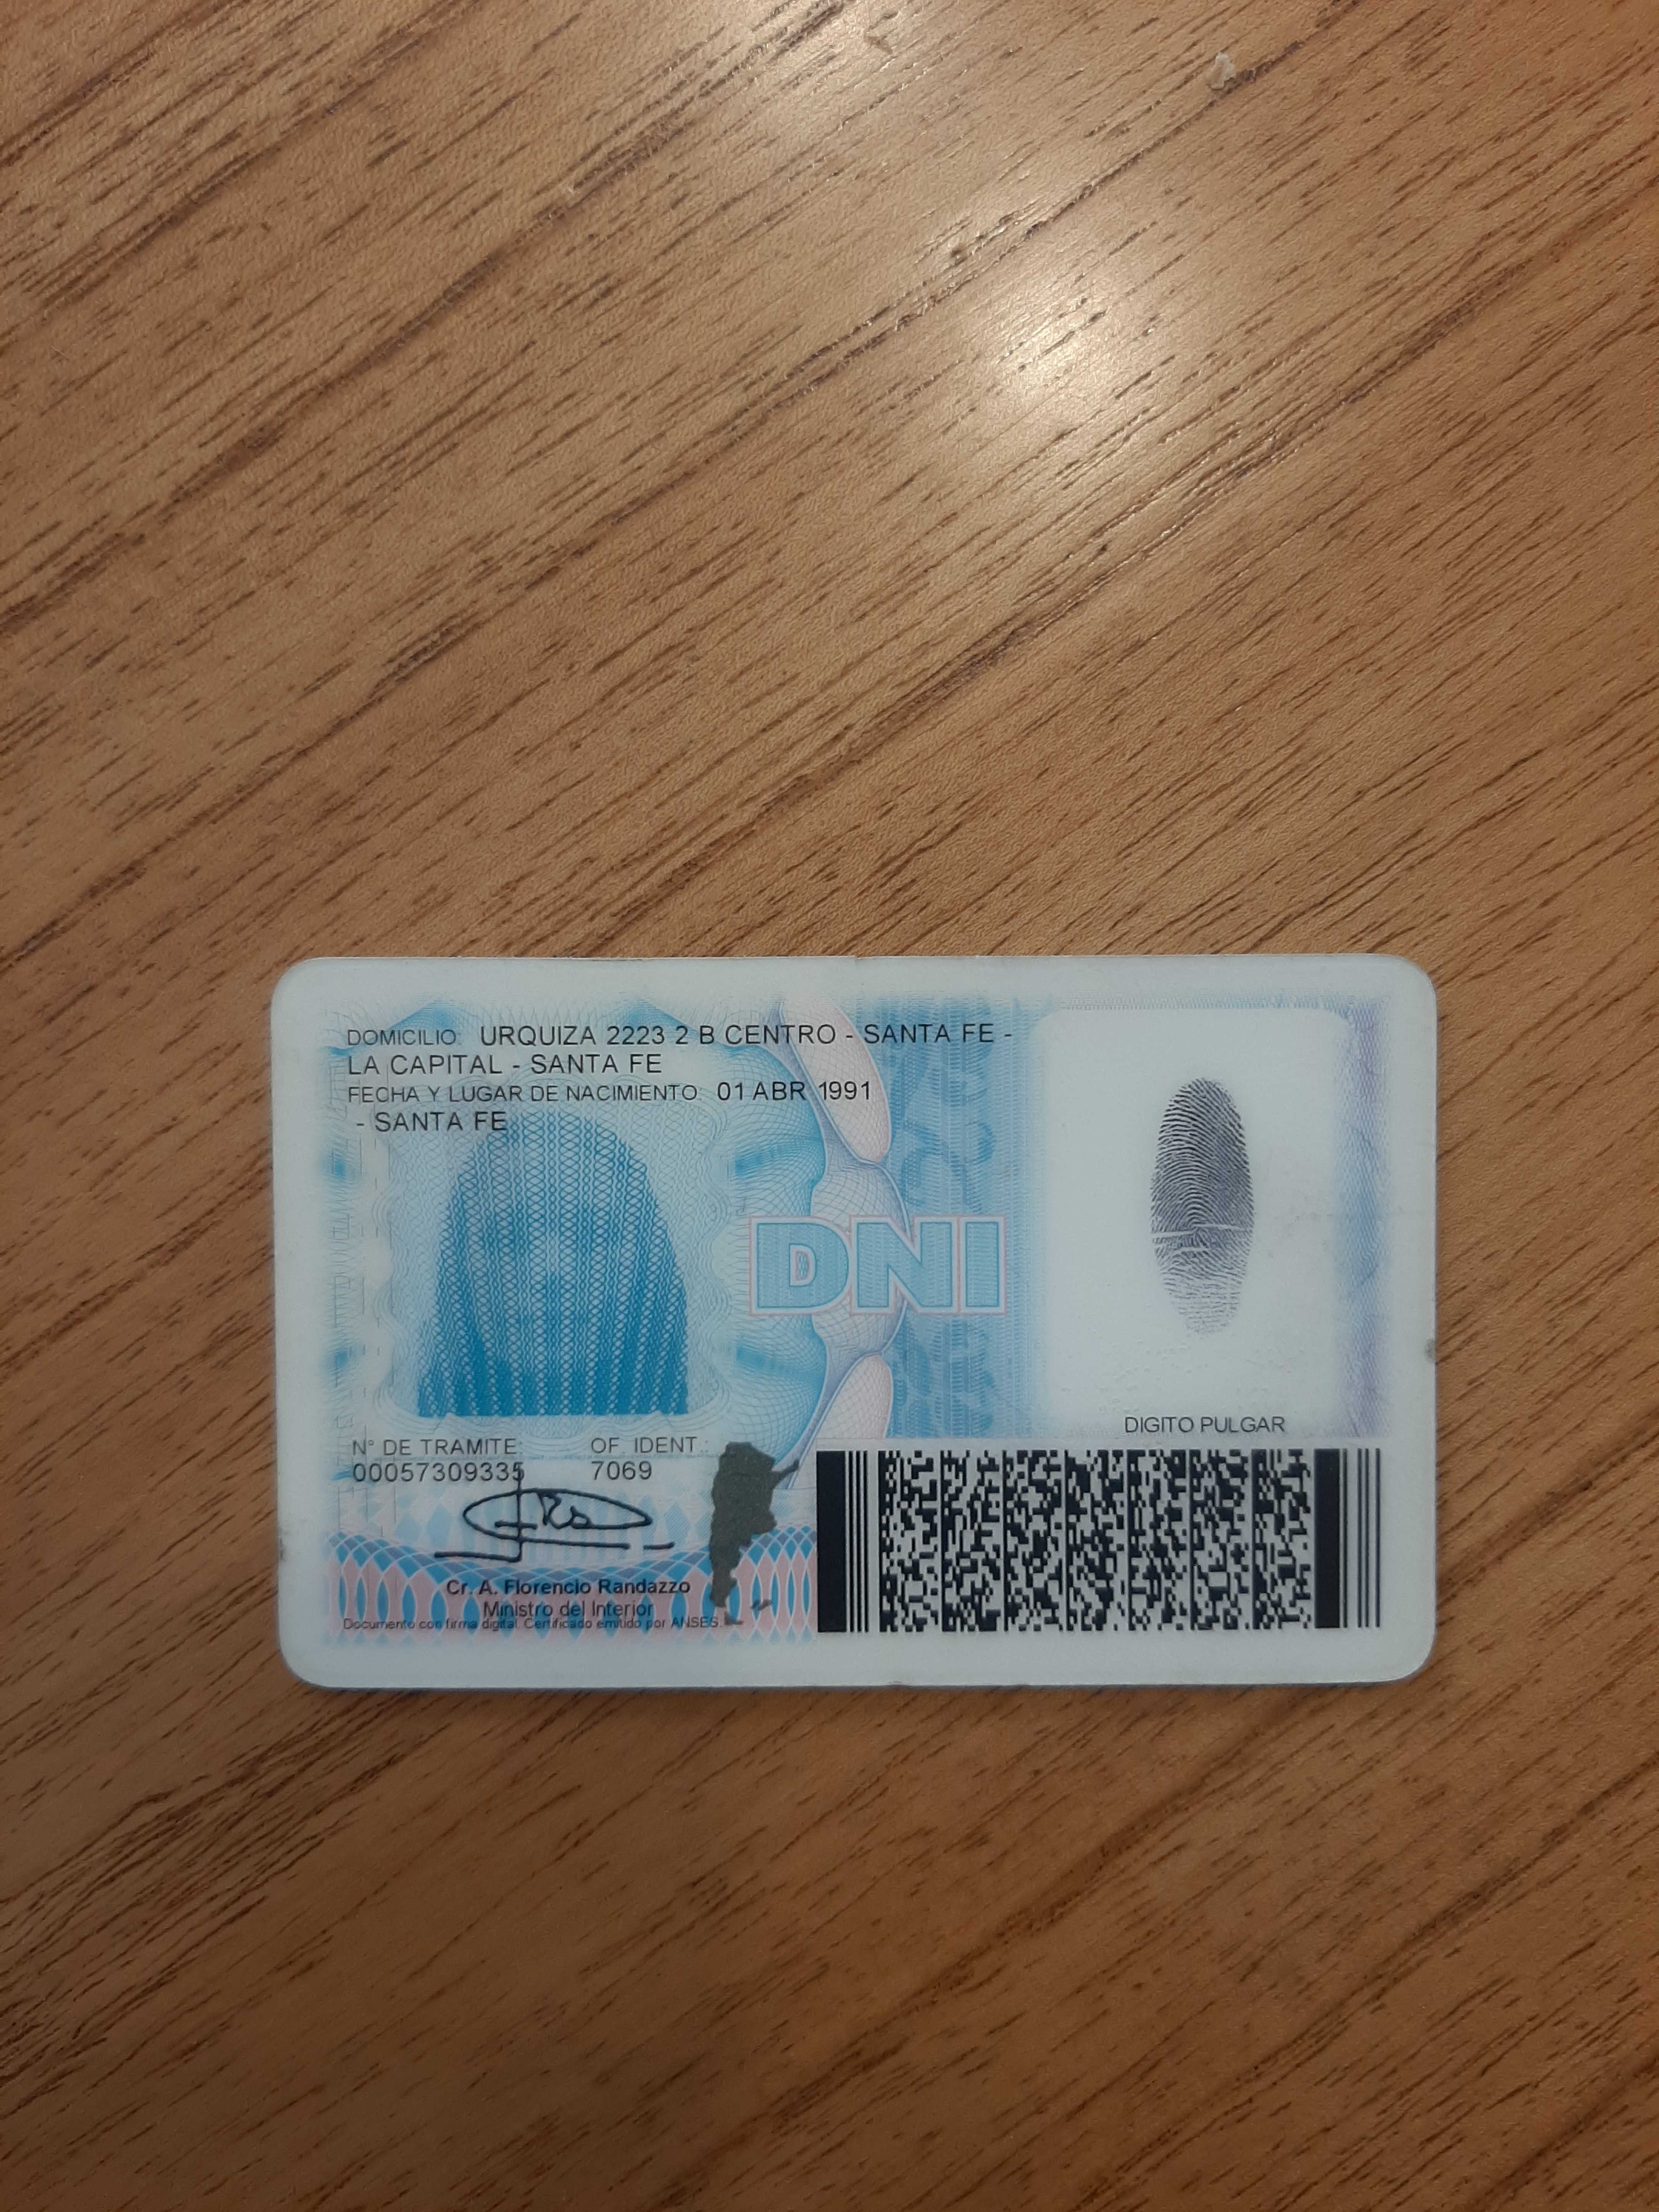 DOMICILIO: URQUIZA 2223 2 B CENTRO - SANTA FE -
LA CAPITAL - SANTA FE
FECHA Y LUGAR DE NACIMIENTO: 01 ABR 1991
- SANTA FE
DNI
DIGITO PULGAR
N° DE TRAMITE: OF. IDENT.:
00057309335 7069
Cr. A. Florencio Randazzo
Ministro del Interior
Documento con firma digital. Certificado emitido por ANSES.